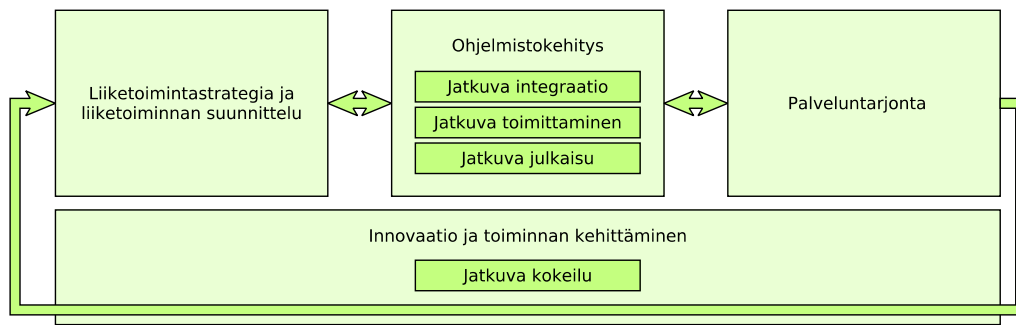 Liiketoimintastrategia ja
liiketoiminnan suunnittelu
Ohjelmistokehitys
Jatkuva integraatio
Jatkuva toimittaminen
Jatkuva julkaisu
Palveluntarjonta
Innovaatio ja toiminnan kehittäminen
Jatkuva kokeilu